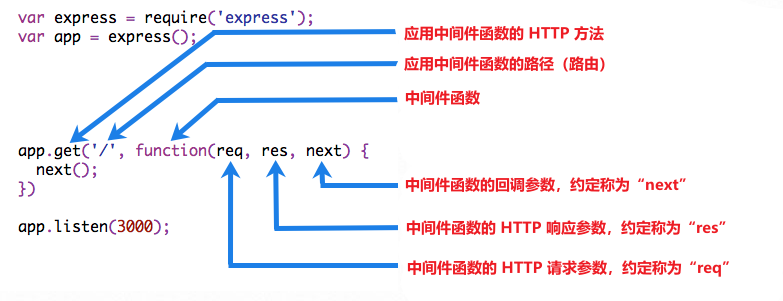 var express = require('express');
var app = express();
应用中间件函数的 HTTP 方法
应用中间件函数的路径（路由）
中间件函数
app.get('/', function(req, res, next) {
next();
})
中间件函数的回调参数，约定称为“next”
app.listen(3000);
中间件函数的 HTTP 响应参数，约定称为“res”
中间件函数的 HTTP 请求参数，约定称为“req”